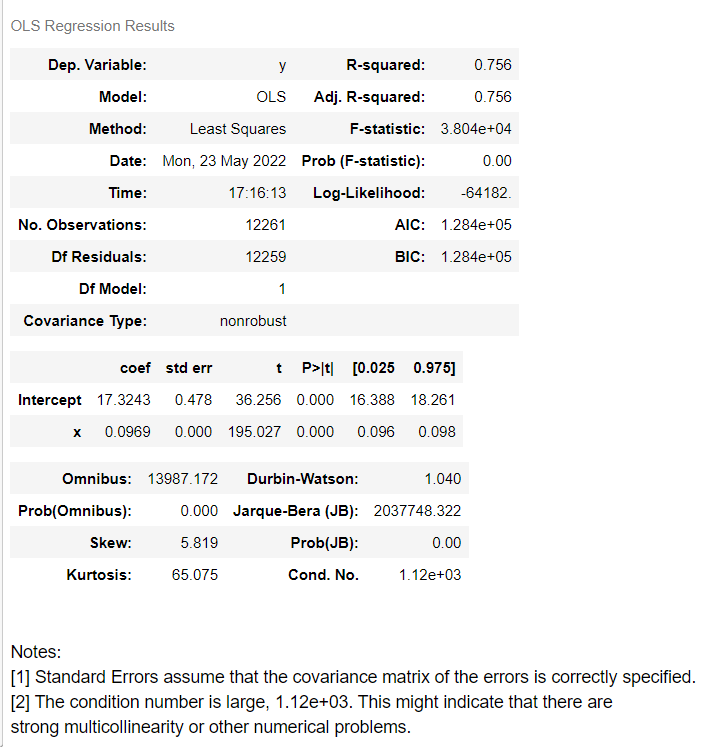 OLS Regression Results
Dep. Variable: y R-squared: 0.756
Model: OLS Adj. R-squared: 0.756
Method: Least Squares F-statistic: 3.804e+04
Date: Mon, 23 May 2022 Prob (F-statistic): 0.00
Time: 17:16:13 Log-Likelihood: -64182.
No. Observations: 12261 AIC: 1.284e+05
Df Residuals: 12259 BIC: 1.284e+05
Df Model: 1
Covariance Type: nonrobust
coef std err t P>|t| [0.025 0.975]
Intercept 17.3243 0.478 36.256 0.000 16.388 18.261
x 0.0969 0.000 195.027 0.000 0.096 0.098
Omnibus: 13987.172 Durbin-Watson: 1.040
Prob(Omnibus): 0.000 Jarque-Bera (JB): 2037748.322
Skew: 5.819 Prob(JB): 0.00
Kurtosis: 65.075 Cond. No. 1.12e+03
Notes:
[1] Standard Errors assume that the covariance matrix of the errors is correctly specified.
[2] The condition number is large, 1.12e+03. This might indicate that there are
strong multicollinearity or other numerical problems.